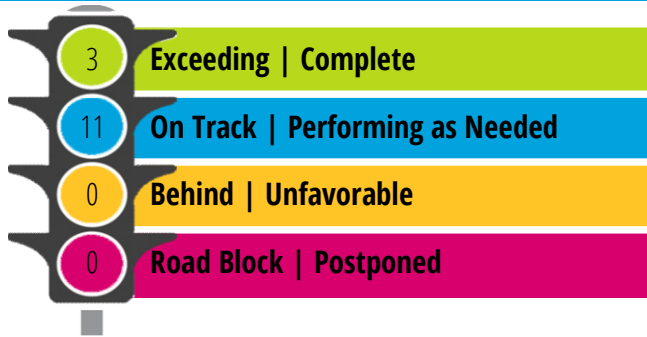 3 Exceeding | Complete
11 On Track | Performing as Needed
0 Behind | Unfavorable
0 Road Block | Postponed